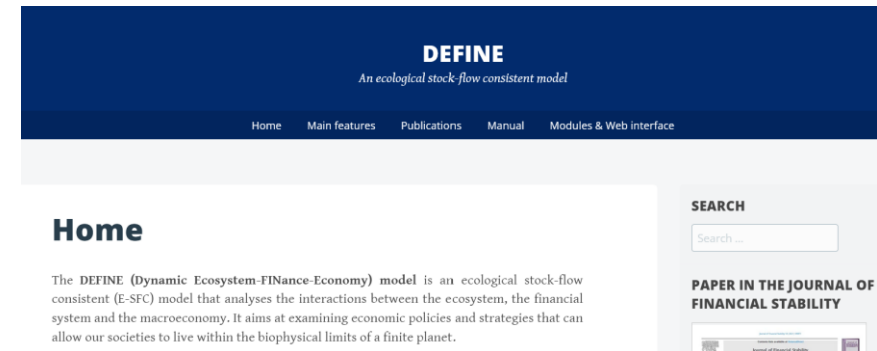 DEFINE
An ecological stock-flow consistent model
Home Main features Publications Manual Modules & Web interface
Home
The DEFINE (Dynamic Ecosystem-FINance-Economy) model is an ecological stock-flow
consistent (E-SFC) model that analyses the interactions between the ecosystem, the financial
system and the macroeconomy. It aims at examining economic policies and strategies that can
allow our societies to live within the biophysical limits of a finite planet.
SEARCH
Search ...
PAPER IN THE JOURNAL OF
FINANCIAL STABILITY
Journal of Financial Stability